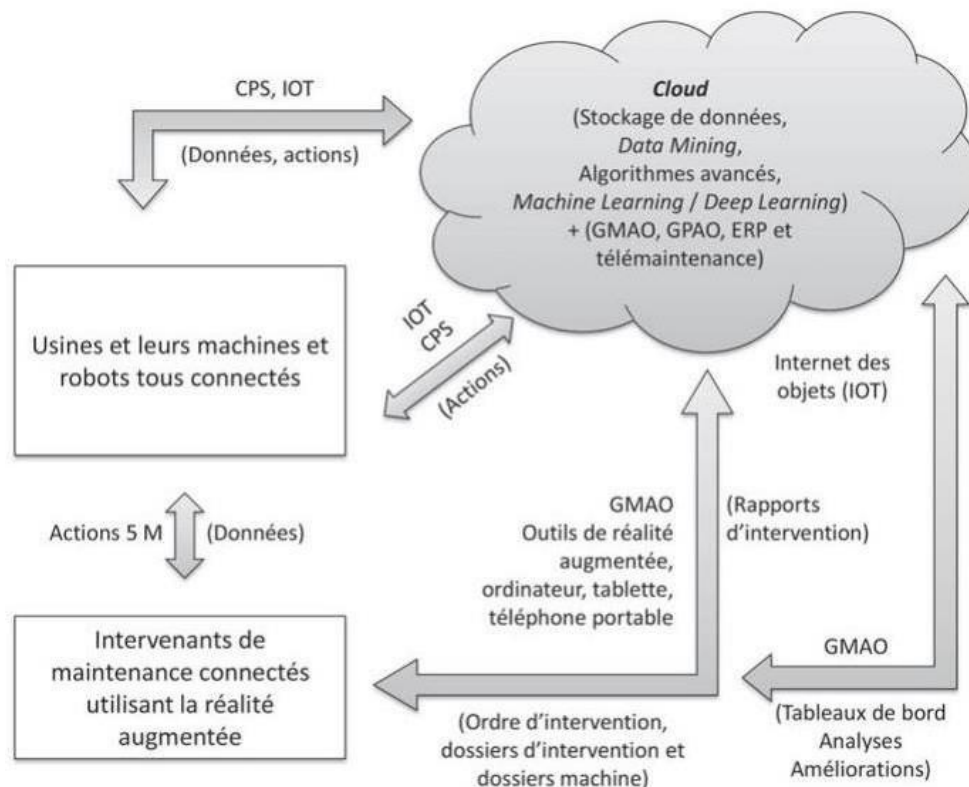 CPS, IOT
(Données, actions)
Cloud
(Stockage de données,
Data Mining,
Algorithmes avancés,
Machine Learning / Deep Learning)
+ (GMAO, GPAO, ERP et
télémaintenance)
Usines et leurs machines et
robots tous connectés
IOT
CPS
(Actions)
Internet des
objets (IOT)
Actions 5 M
(Données)
GMAO
Outils de réalité
augmentée,
ordinateur, tablette,
téléphone portable
(Rapports
d’intervention)
Intervenants de
maintenance connectés
utilisant la réalité
augmentée
(Ordre d’intervention,
dossiers d’intervention et
dossiers machine)
GMAO
(Tableaux de bord
Analyses
Améliorations)